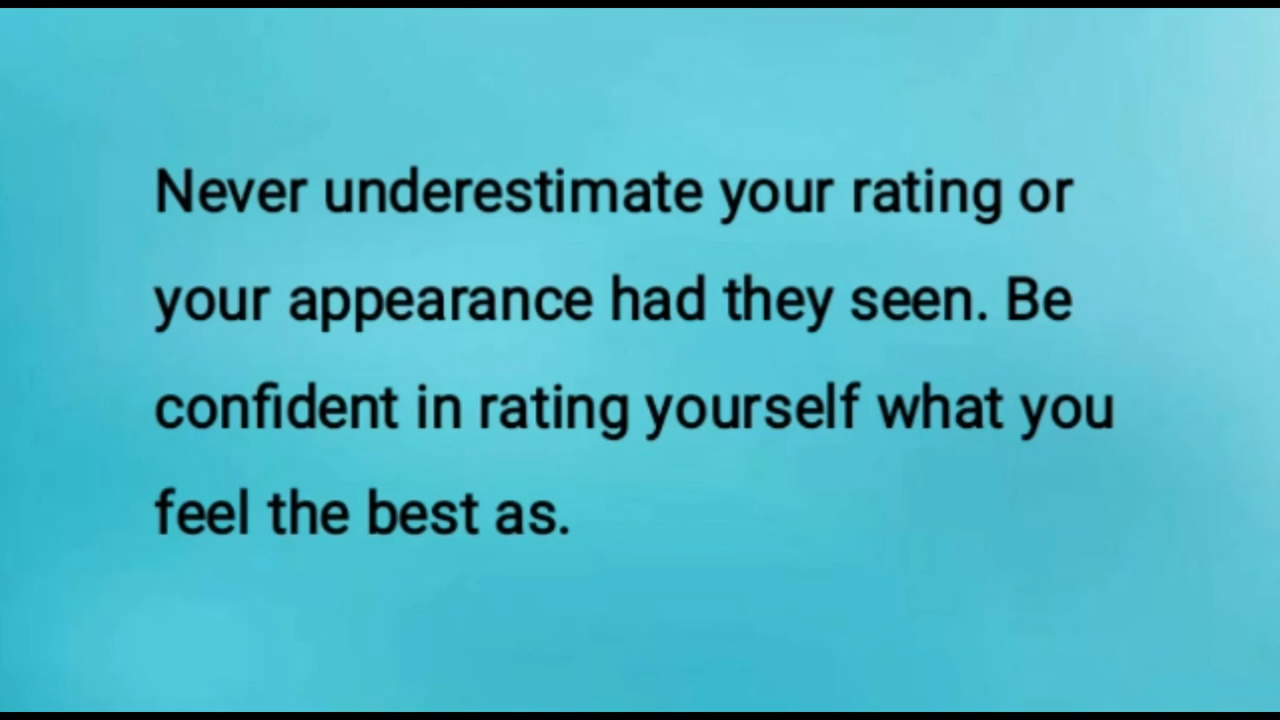 Never underestimate your rating or
your appearance had they seen. Be
confident in rating yourself what you
feel the best as.